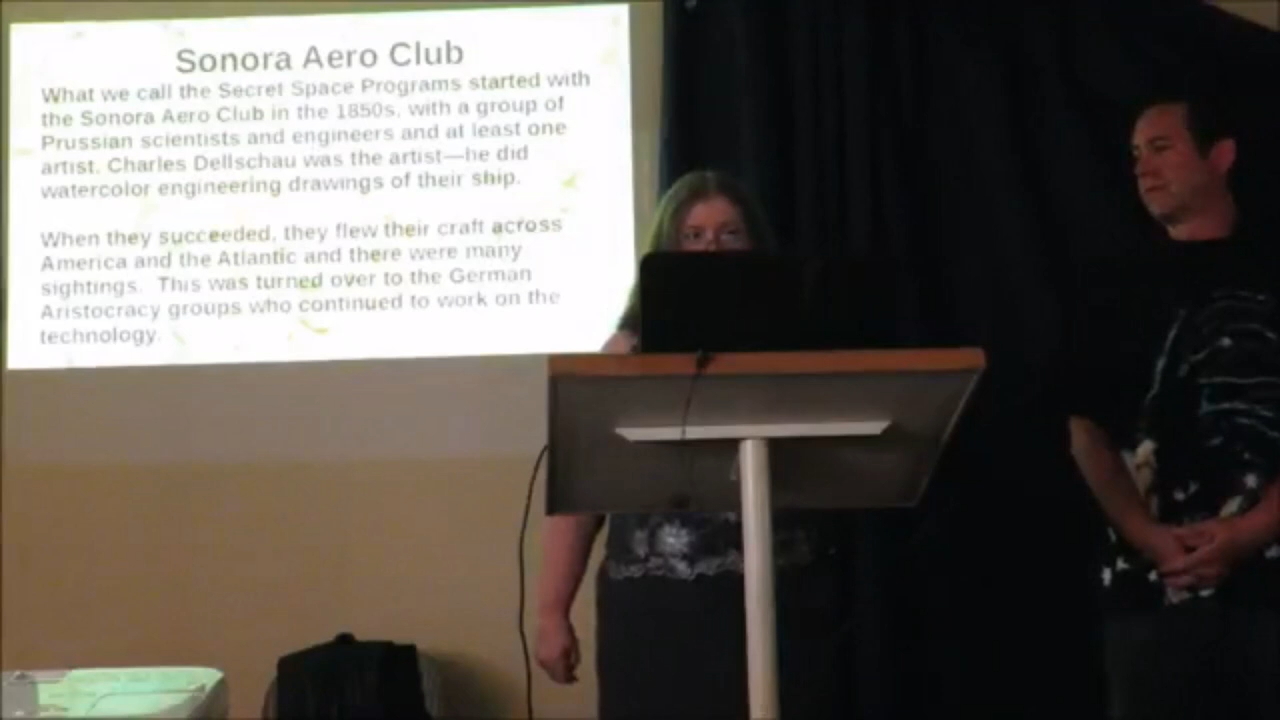 Sonora Aero Club
What we call the Secret Space Programs started with
the Sonora Aero Club in the 1850s, with a group of
Prussian scientists and engineers and at least one
artist. Charles Dellschau was the artist—he did
watercolor engineering drawings of their ship.
When they succeeded, they flew their craft across
America and the Atlantic and there were many
sightings. This was turned over to the German
Aristocracy groups who continued to work on the
technology.